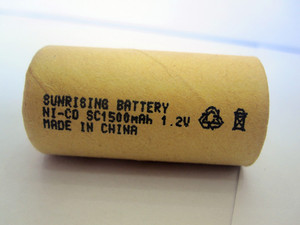 SUNRISING BATTERY
NI-CD SC1500mAh 1.2V
MADE IN CHINA